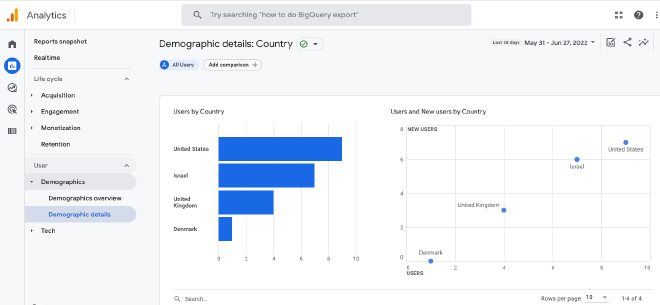 Analytics
Try searching "how to do BigQuery export"
Reports snapshot
Realtime
Life cycle
Acquisition
Engagement
Monetization
Retention
User
Demographics
Demographics overview
Demographic details
Tech
Demographic details: Country
Last 28 days May 31 - Jun 27, 2022
A All Users
Add comparison +
Users by Country
United States
Israel
United
Kingdom
Denmark
0 2 4 6 8 10
Users and New users by Country
8 NEW USERS
6
4
2
0
United States
Israel
United Kingdom
Denmark
0 2 4 6 8 10
USERS
Search...
Rows per page: 10 1-4 of 4